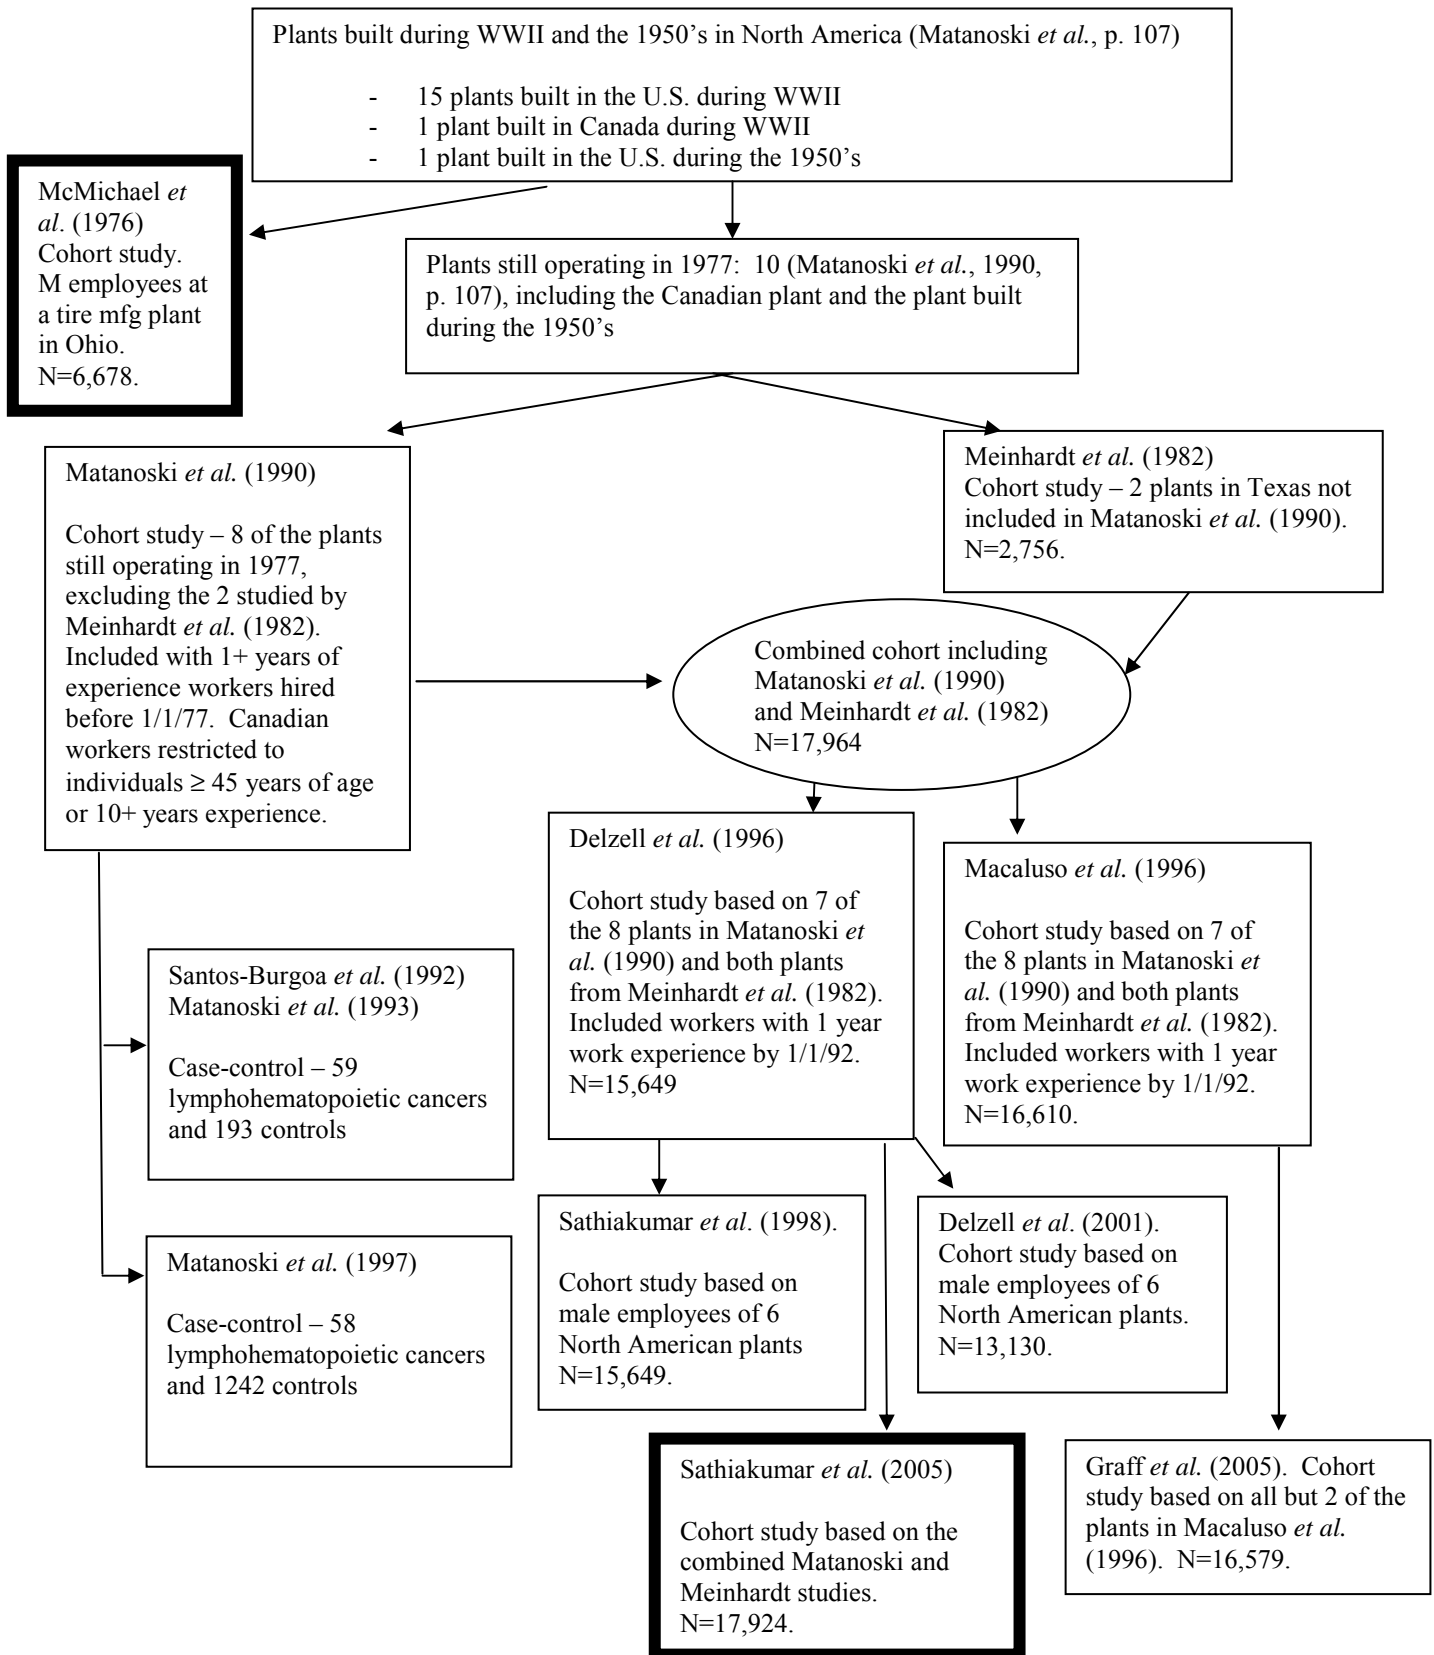 Plants built during WWII and the 1950's in North America (Matanoski et al., p. 107)
- 15 plants built in the U.S. during WWII
- 1 plant built in Canada during WWII
- 1 plant built in the U.S. during the 1950's
McMichael et
al. (1976)
Cohort study.
M employees at
a tire mfg plant
in Ohio.
N=6,678.
Plants still operating in 1977: 10 (Matanoski et al., 1990,
p. 107), including the Canadian plant and the plant built
during the 1950's
Matanoski et al. (1990)
Cohort study – 8 of the plants
still operating in 1977,
excluding the 2 studied by
Meinhardt et al. (1982).
Included with 1+ years of
experience workers hired
before 1/1/77. Canadian
workers restricted to
individuals ≥ 45 years of age
or 10+ years experience.
Meinhardt et al. (1982)
Cohort study – 2 plants in Texas not
included in Matanoski et al. (1990).
N=2,756.
Combined cohort including
Matanoski et al. (1990)
and Meinhardt et al. (1982)
N=17,964
Delzell et al. (1996)
Cohort study based on 7 of
the 8 plants in Matanoski et
al. (1990) and both plants
from Meinhardt et al. (1982).
Included workers with 1 year
work experience by 1/1/92.
N=15,649
Macaluso et al. (1996)
Cohort study based on 7 of
the 8 plants in Matanoski et
al. (1990) and both plants
from Meinhardt et al. (1982).
Included workers with 1 year
work experience by 1/1/92.
N=16,610.
Santos-Burgoa et al. (1992)
Matanoski et al. (1993)
Case-control – 59
lymphohematopoietic cancers
and 193 controls
Matanoski et al. (1997)
Case-control – 58
lymphohematopoietic cancers
and 1242 controls
Sathiakumar et al. (1998).
Cohort study based on
male employees of 6
North American plants
N=15,649.
Delzell et al. (2001).
Cohort study based on
male employees of 6
North American plants.
N=13,130.
Sathiakumar et al. (2005)
Cohort study based on the
combined Matanoski and
Meinhardt studies.
N=17,924.
Graff et al. (2005). Cohort
study based on all but 2 of the
plants in Macaluso et al.
(1996). N=16,579.